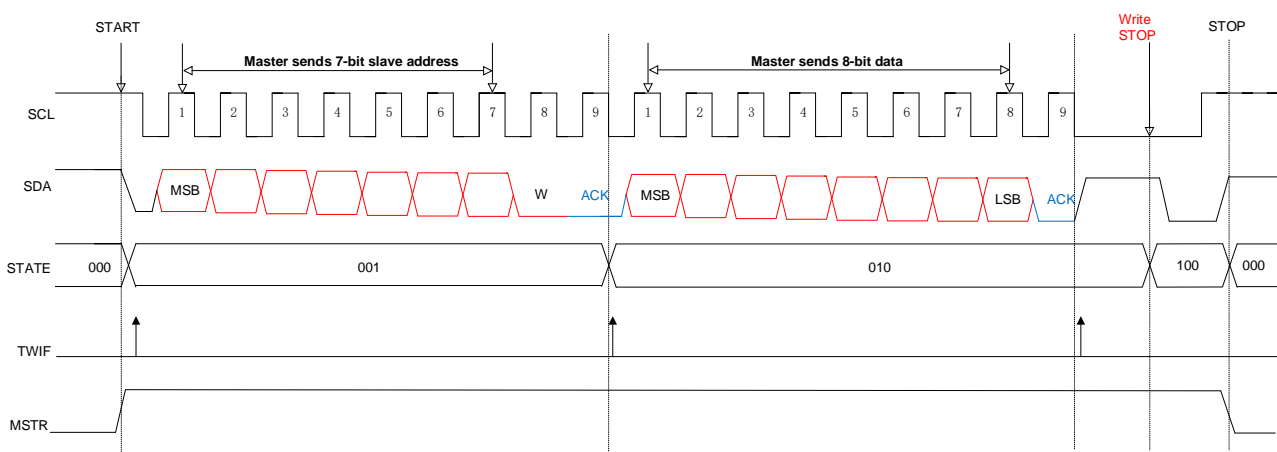 START
Write
STOP
STOP
Master sends 7-bit slave address
Master sends 8-bit data
SCL
1 2 3 4 5 6 7 8 9 1 2 3 4 5 6 7 8 9
SDA
MSB W ACK MSB LSB ACK
STATE
000 001 010 100 000
TWIF
MSTR